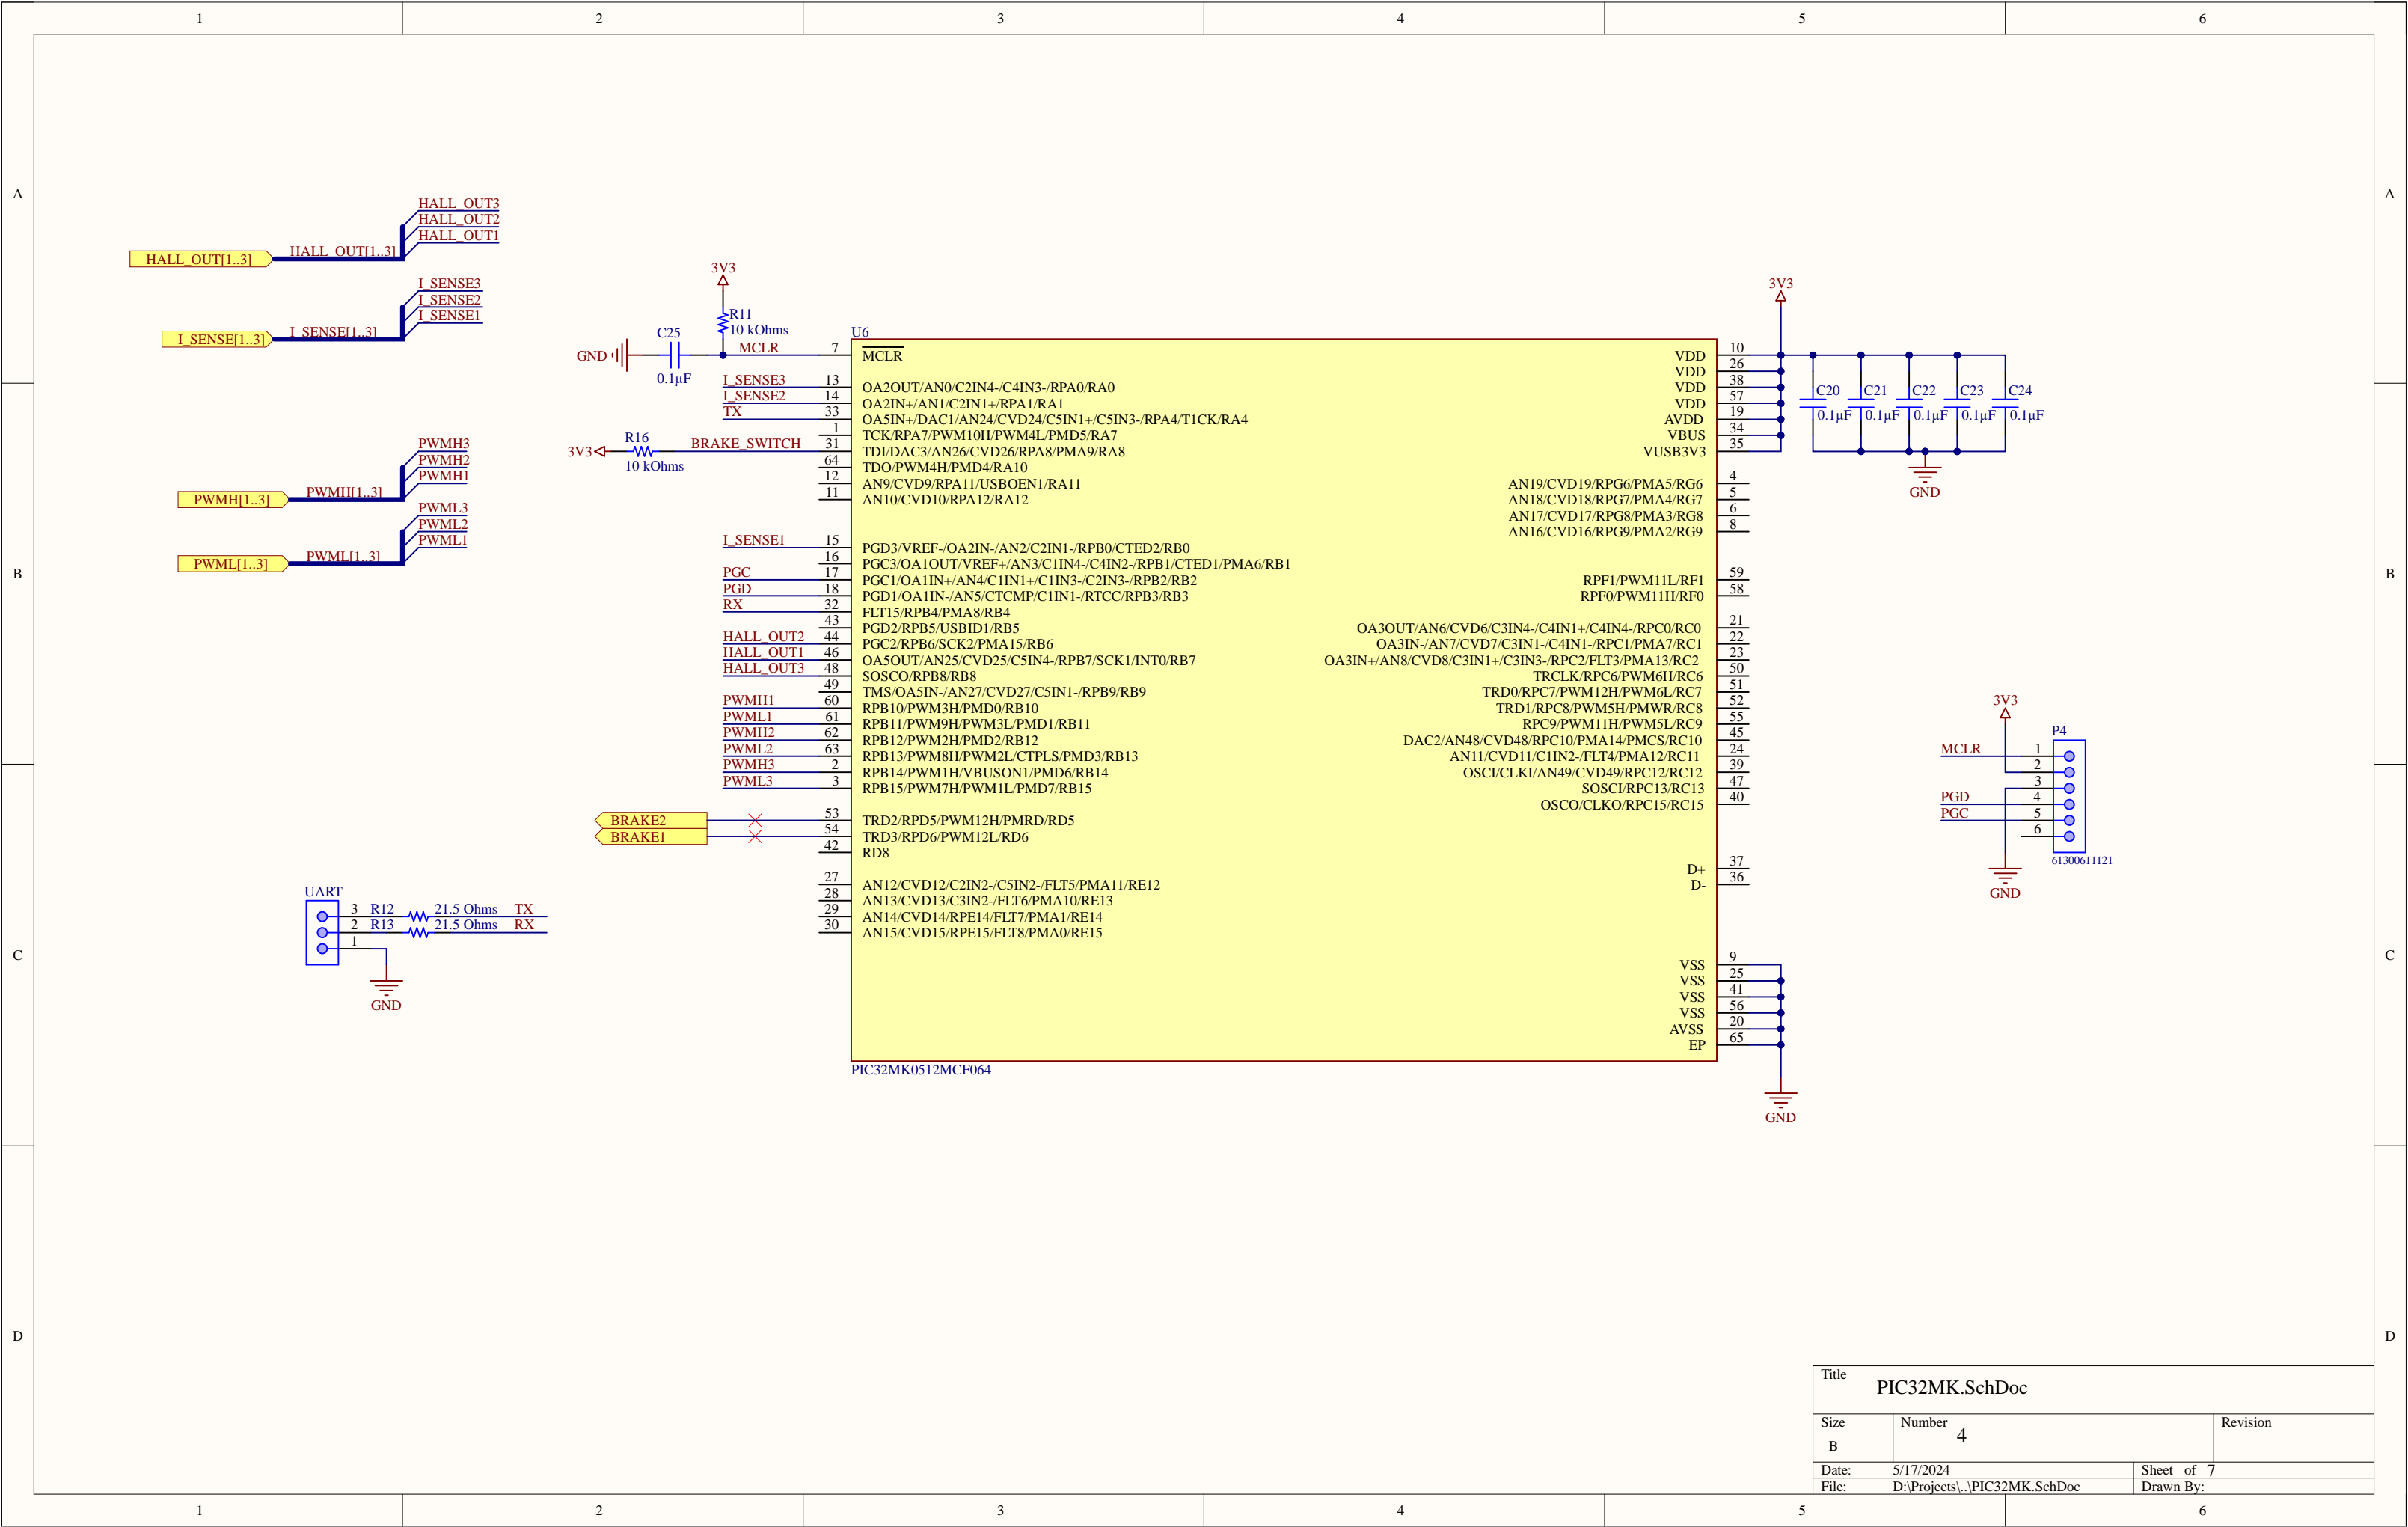 1 2 3 4 5 6
A A
HALL_OUT3
HALL_OUT2
HALL_OUT1
HALL_OUT[1..3] HALL_OUT[1..3]
I_SENSE3
I_SENSE2
I_SENSE1
I_SENSE[1..3] I_SENSE[1..3]
PWMH3
PWMH2
PWMH1
PWMH[1..3] PWMH[1..3]
PWML3
PWML2
PWML1
PWML[1..3] PWML[1..3]
3V3
R11
10 kOhms
C25
GND
0.1µF
MCLR
3V3
R16
10 kOhms
BRAKE_SWITCH
U6
7 MCLR
I_SENSE3 13 OA2OUT/AN0/C2IN4-/C4IN3-/RPA0/RA0
I_SENSE2 14 OA2IN+/AN1/C2IN1+/RPA1/RA1
TX 33 OA5IN+/DAC1/AN24/CVD24/C5IN1+/C5IN3-/RPA4/T1CK/RA4
1 TCK/RPA7/PWM10H/PWM4L/PMD5/RA7
31 TDI/DAC3/AN26/CVD26/RPA8/PMA9/RA8
64 TDO/PWM4H/PMD4/RA10
12 AN9/CVD9/RPA11/USBOEN1/RA11
11 AN10/CVD10/RPA12/RA12
I_SENSE1 15 PGD3/VREF-/OA2IN-/AN2/C2IN1-/RPB0/CTED2/RB0
16 PGC3/OA1OUT/VREF+/AN3/C1IN4-/C4IN2-/RPB1/CTED1/PMA6/RB1
PGC 17 PGC1/OA1IN+/AN4/C1IN1+/C1IN3-/C2IN3-/RPB2/RB2
PGD 18 PGD1/OA1IN-/AN5/CTCMP/C1IN1-/RTCC/RPB3/RB3
RX 32 FLT15/RPB4/PMA8/RB4
43 PGD2/RPB5/USBID1/RB5
HALL_OUT2 44 PGC2/RPB6/SCK2/PMA15/RB6
HALL_OUT1 46 OA5OUT/AN25/CVD25/C5IN4-/RPB7/SCK1/INT0/RB7
HALL_OUT3 48 SOSCO/RPB8/RB8
49 TMS/OA5IN-/AN27/CVD27/C5IN1-/RPB9/RB9
PWMH1 60 RPB10/PWM3H/PMD0/RB10
PWML1 61 RPB11/PWM9H/PWM3L/PMD1/RB11
PWMH2 62 RPB12/PWM2H/PMD2/RB12
PWML2 63 RPB13/PWM8H/PWM2L/CTPLS/PMD3/RB13
PWMH3 2 RPB14/PWM1H/VBUSON1/PMD6/RB14
PWML3 3 RPB15/PWM7H/PWM1L/PMD7/RB15
BRAKE2 53 TRD2/RPD5/PWM12H/PMRD/RD5
BRAKE1 54 TRD3/RPD6/PWM12L/RD6
42 RD8
27 AN12/CVD12/C2IN2-/C5IN2-/FLT5/PMA11/RE12
28 AN13/CVD13/C3IN2-/FLT6/PMA10/RE13
29 AN14/CVD14/RPE14/FLT7/PMA1/RE14
30 AN15/CVD15/RPE15/FLT8/PMA0/RE15
VDD 10
VDD 26
VDD 38
VDD 57
AVDD 19
VBUS 34
VUSB3V3 35
AN19/CVD19/RPG6/PMA5/RG6 4
AN18/CVD18/RPG7/PMA4/RG7 5
AN17/CVD17/RPG8/PMA3/RG8 6
AN16/CVD16/RPG9/PMA2/RG9 8
RPF1/PWM11L/RF1 59
RPF0/PWM11H/RF0 58
OA3OUT/AN6/CVD6/C3IN4-/C4IN1+/C4IN4-/RPC0/RC0 21
OA3IN-/AN7/CVD7/C3IN1-/C4IN1-/RPC1/PMA7/RC1 22
OA3IN+/AN8/CVD8/C3IN1+/C3IN3-/RPC2/FLT3/PMA13/RC2 23
TRCLK/RPC6/PWM6H/RC6 50
TRD0/RPC7/PWM12H/PWM6L/RC7 51
TRD1/RPC8/PWM5H/PMWR/RC8 52
RPC9/PWM11H/PWM5L/RC9 55
DAC2/AN48/CVD48/RPC10/PMA14/PMCS/RC10 45
AN11/CVD11/C1IN2-/FLT4/PMA12/RC11 24
OSCI/CLKI/AN49/CVD49/RPC12/RC12 39
SOSCI/RPC13/RC13 47
OSCO/CLKO/RPC15/RC15 40
D+ 37
D- 36
VSS 9
VSS 25
VSS 41
VSS 56
AVSS 20
EP 65
PIC32MK0512MCF064
GND
3V3
C20 C21 C22 C23 C24
0.1µF 0.1µF 0.1µF 0.1µF 0.1µF
GND
B B
3V3
P4
MCLR 1
2
3
PGD 4
PGC 5
6
61300611121
GND
UART
3 R12 21.5 Ohms TX
2 R13 21.5 Ohms RX
1
GND
C C
D D
Title
PIC32MK.SchDoc
Size Number Revision
B 4
Date: 5/17/2024 Sheet of 7
File: D:\Projects\..\PIC32MK.SchDoc Drawn By:
1 2 3 4 5 6